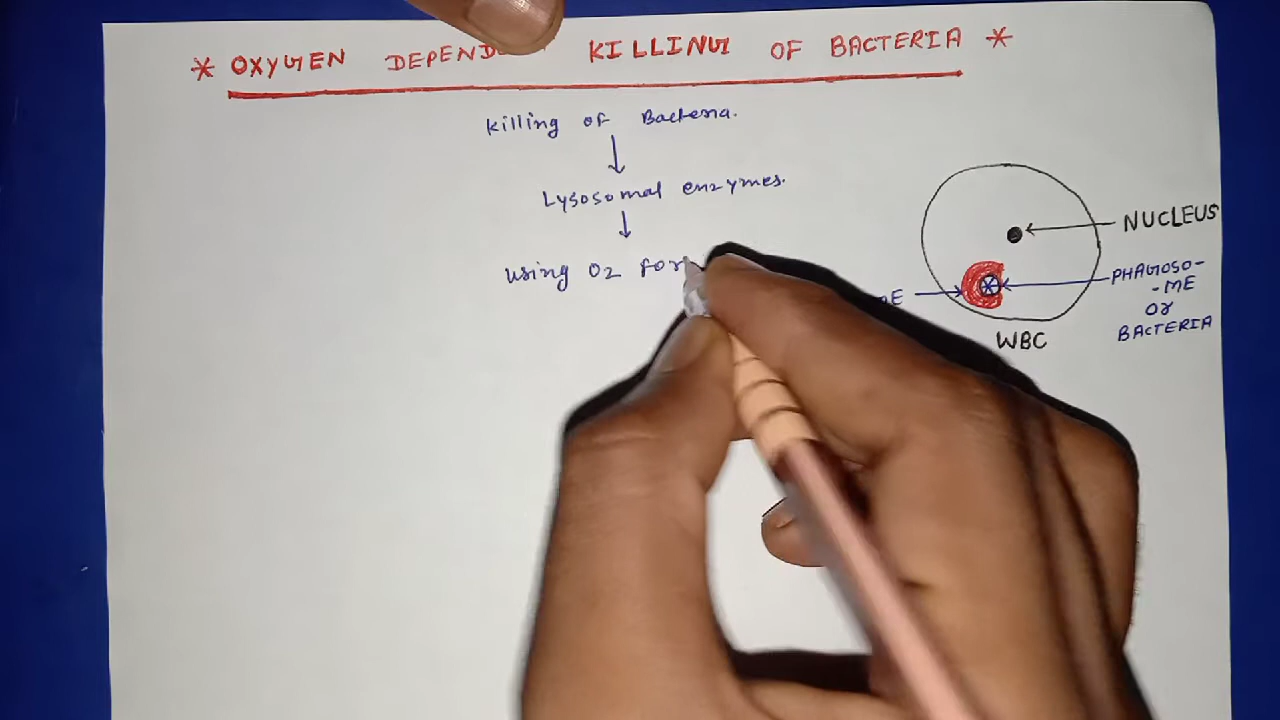 * OXYGEN DEPEND KILLING OF BACTERIA *
Killing of Bacteria.
Lysosomal enzymes.
using O2 for
NUCLEUS
PHAGOSO-
-ME
or
BACTERIA
WBC